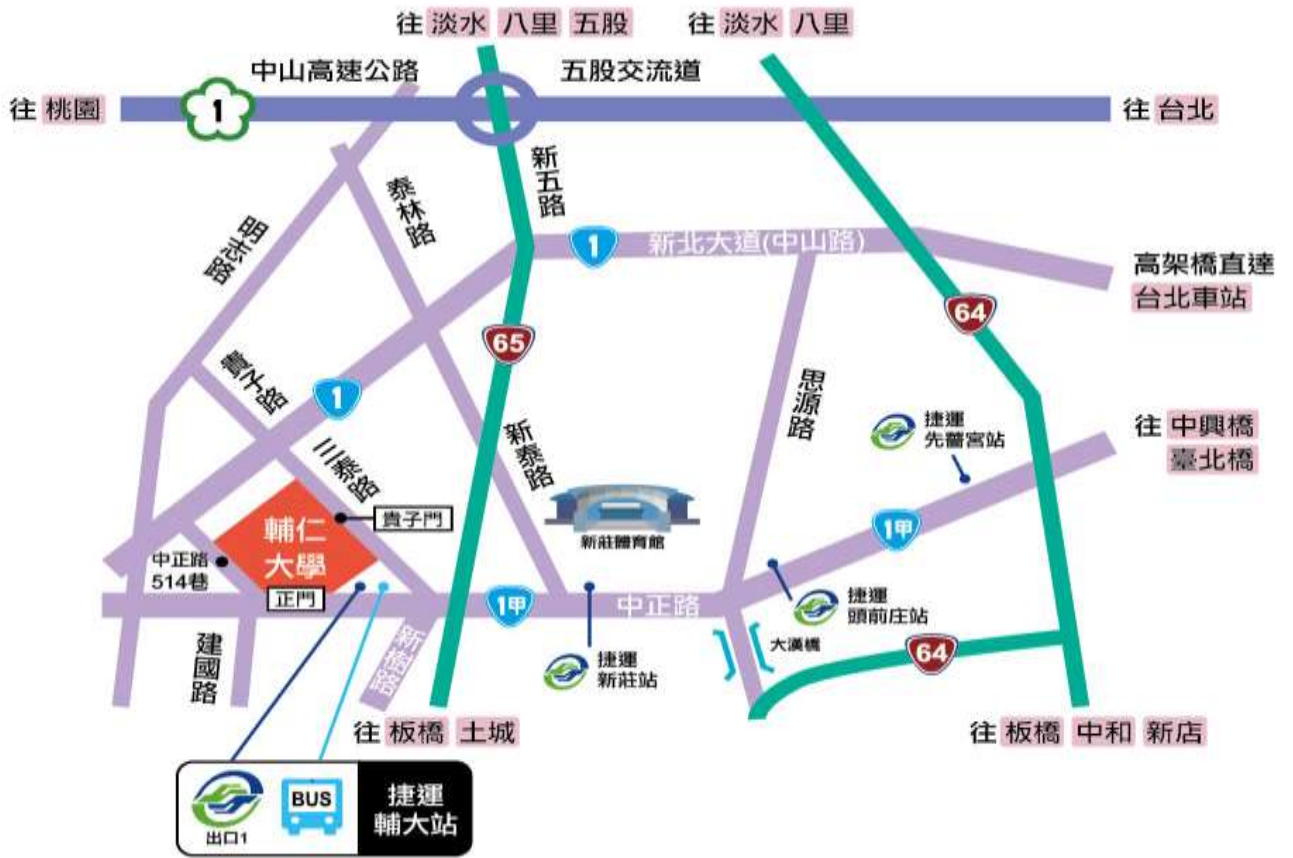 往 淡水 八里 五股
往 淡水 八里
中山高速公路
五股交流道
往 桃園
1
往 台北
新五路
泰林路
明志路
1
新北大道(中山路)
高架橋直達
台北車站
64
65
貴子路
1
思源路
捷運
先嗇宮站
往 中興橋
臺北橋
新泰路
三泰路
輔仁
大學
貴子門
新莊體育館
1甲
中正路
514巷
正門
1甲
中正路
捷運
頭前庄站
建國路
新樹路
捷運
新莊站
大漢橋
64
往 板橋 土城
往 板橋 中和 新店
BUS
出口1
捷運
輔大站